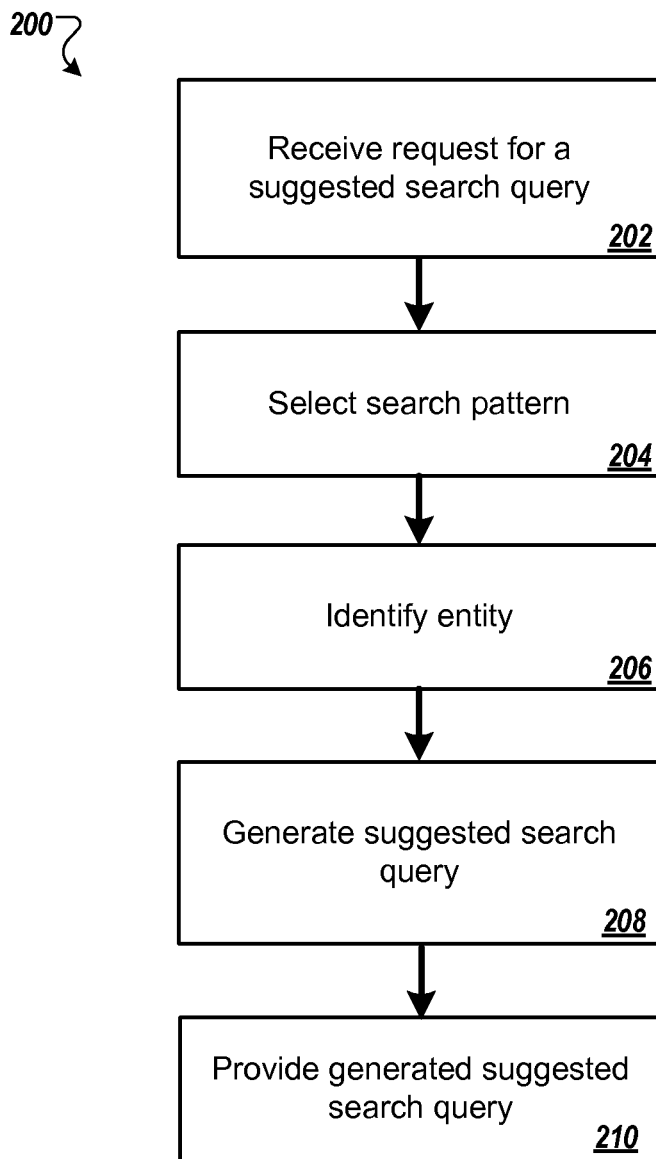 200
Receive request for a
suggested search query
202
Select search pattern
204
Identify entity
206
Generate suggested search
query
208
Provide generated suggested
search query
210